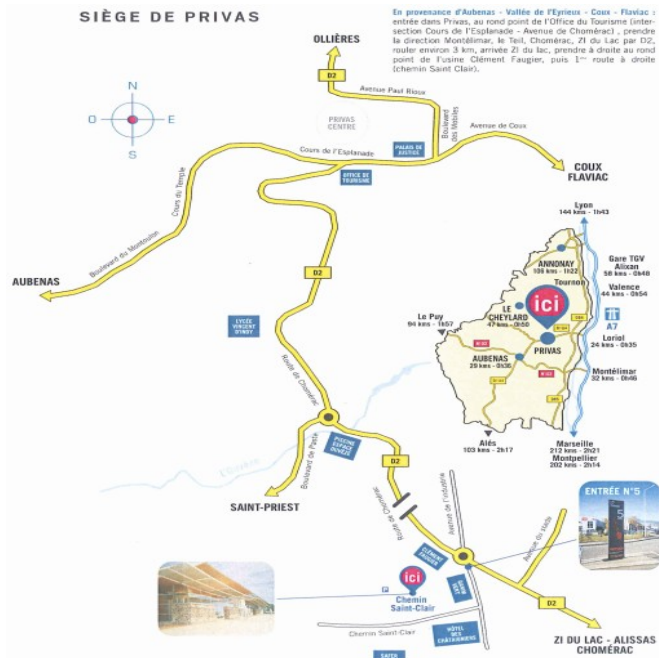 SIÈGE DE PRIVAS
En provenance d'Aubenas - Vallée de l'Eyrieux - Coux - Flaviac :
entrée dans Privas, au rond point de l'Office du Tourisme (inter-
section Cours de l'Esplanade - Avenue de Chomérac) , prendre
la direction Montélimar, le Teil, Chomérac, ZI du Lac par D2,
rouler environ 3 km, arrivée ZI du lac, prendre à droite au rond
point de l'usine Clément Faugier, puis 1re route à droite
(chemin Saint Clair).
OLLIÈRES
D2
Avenue Paul Rioux
Boulevard
des Mobiles
Avenue de Coux
N
O
E
S
PRIVAS
CENTRE
PALAIS DE
JUSTICE
Cours de l'Esplanade
OFFICE DE
TOURISME
COUX
FLAVIAC
Cours du Temple
Boulevard du Montoulon
AUBENAS
D2
LYCÉE
VINCENT
D'INDY
Route de Chomérac
Lyon
144 kms - 1h43
ANNONAY
106 kms - 1h22
Gare TGV
Alixan
58 kms - 0h48
Tournon
Valence
44 kms - 0h54
ici
LE
CHEYLARD
47 kms - 0h50
Le Puy
94 kms - 1h57
A7
Loriol
24 kms - 0h35
PRIVAS
AUBENAS
29 kms - 0h36
Montélimar
32 kms - 0h46
Alés
103 kms - 2h17
Marseille
212 kms - 2h21
Montpellier
202 kms - 2h14
PISCINE
ESPACE
OUVÈZE
Boulevard de Paste
L'Ouvèze
SAINT-PRIEST
D2
Route de Chomérac
Avenue de l'industrie
ENTRÉE N°5
5
Avenue du stade
CLÉMENT
FAUGIER
ici
P
Chemin
Saint-Clair
D2
Chemin Saint-Clair
HÔTEL
DES
CHÂTAIGNIERS
ZI DU LAC - ALISSAS
CHOMÉRAC
SAFER